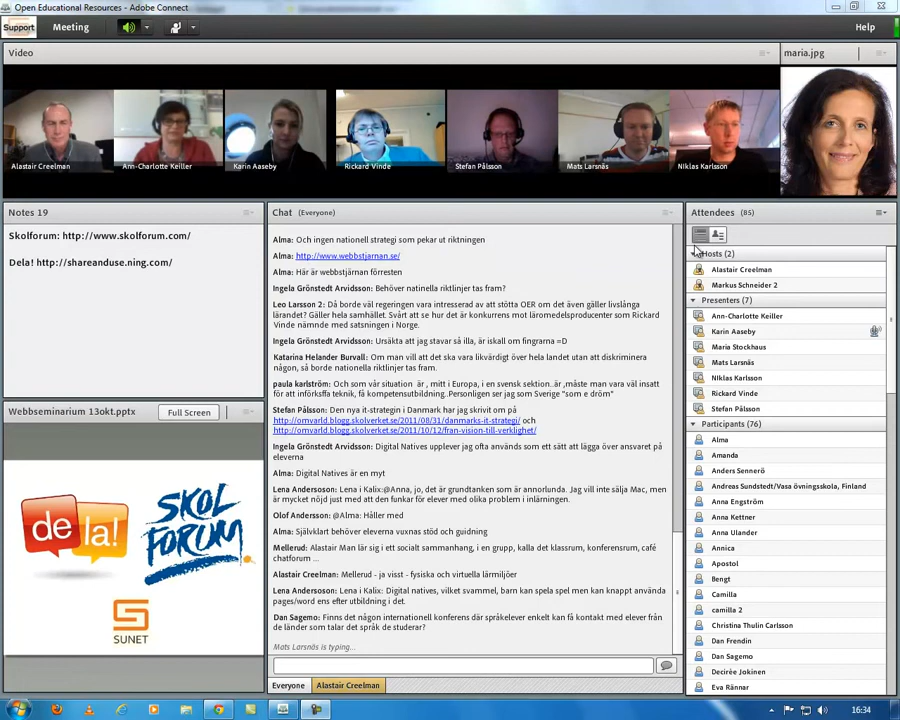 Open Educational Resources - Adobe Connect
Support
Meeting
Help
Video
maria.jpg
Alastair Creelman
Ann-Charlotte Keiller
Karin Aaseby
Rickard Vinde
Stefan Pålsson
Mats Larsnäs
NIklas Karlsson
Notes 19
Skolforum: http://www.skolforum.com/
Dela! http://shareanduse.ning.com/
Webbseminarium 13okt.pptx
Full Screen
de la!
SKOL
FORUM
SUNET
Chat (Everyone)
Alma: Och ingen nationell strategi som pekar ut riktningen
Alma: http://www.webbstjarnan.se/
Alma: Här är webbstjärnan förresten
Ingela Grönstedt Arvidsson: Behöver natinella riktlinjer tas fram?
Leo Larsson 2: Då borde väl regeringen vara intresserad av att stötta OER om det även gäller livslånga
lärandet? Gäller hela samhället. Svårt att se hur det är konkurrens mot läromedelsproducenter som Rickard
Vinde nämnde med satsningen i Norge.
Ingela Grönstedt Arvidsson: Ursäkta att jag stavar så illa, är iskall om fingrarna =D
Katarina Helander Burvall: Om man vill att det ska vara likvärdigt över hela landet utan att diskriminera
någon, så borde nationella riktlinjer tas fram.
paula karlström: Och som vår situation är , mitt i Europa, i en svensk sektion..är ,måste man vara väl insatt
för att införksffa rätt medel, få kompetensutbildning..Personligen ser jag som Sverige "som e dröm"
Stefan Pålsson: Den nya it-strategin i Danmark har jag skrivit om på
http://omvarld.blogg.skolverket.se/2011/08/31/danmarks-it-strategi/ och
http://omvarld.blogg.skolverket.se/2011/10/12/fran-vision-till-verklighet/
Ingela Grönstedt Arvidsson: Digital Natives upplever jag ofta används som ett sätt att lägga över ansvaret på
eleverna
Alma: Digital Natives är en myt
Lena Andersoson: Lena i Kalix:@Anna, jo, det är grundtanken som är annorlunda. Jag vill inte sälja Mac, men
är mycket nöjd just med att den funkar för elever med olika problem i inlärningen.
Olof Andersson: @Alma: Håller med
Alma: Självklart behöver eleverna vuxnas stöd och guidning
Mellerud: Alastair Man lär sig i ett socialt sammanhang, i en grupp, kalla det klassrum, konferensrum, café
chatforum ...
Alastair Creelman: Mellerud - ja visst - fysiska och virtuella lärmiljöer
Lena Andersoson: Lena i Kalix: Digital natives, vilket svammel, barn kan spela spel men kan knappt använda
pages/word ens efter utbildning i det.
Dan Sagemo: Finns det någon internationell konferens där språkelever enkelt kan få kontakt med elever från
de länder som talar det språk de studerar?
Mats Larsnäs is typing...
Everyone
Alastair Creelman
Attendees (85)
Hosts (2)
Alastair Creelman
Markus Schneider 2
Presenters (7)
Ann-Charlotte Keiller
Karin Aaseby
Maria Stockhaus
Mats Larsnäs
NIklas Karlsson
Rickard Vinde
Stefan Pålsson
Participants (76)
Alma
Amanda
Anders Sennerö
Andreas Sundstedt/Vasa övningsskola, Finland
Anna Engström
Anna Kettner
Anna Ulander
Annica
Apostol
Bengt
Camilla
camilla 2
Christina Thulin Carlsson
Dan Frendin
Dan Sagemo
Decirèe Jokinen
Eva Rännar
16:34